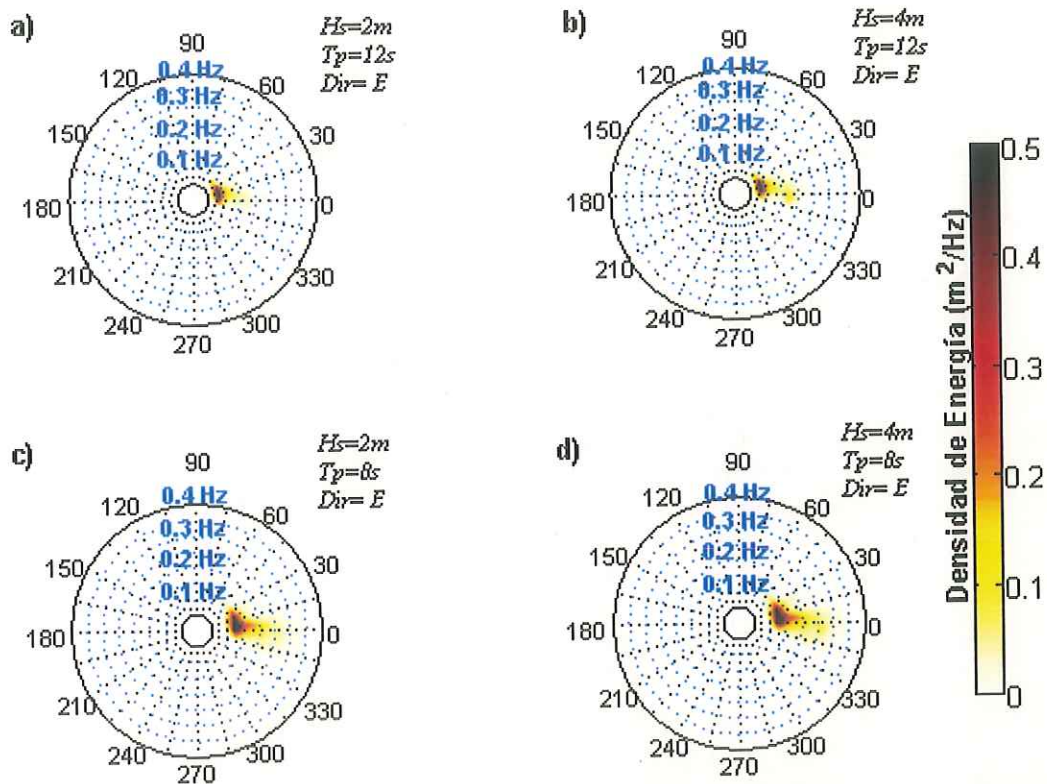 a)
Hs=2m
Tp=12s
Dir= E
90
120
60
0.4 Hz
0.3 Hz
0.2 Hz
0.1 Hz
150
30
180
0
210
330
240
300
270
b)
Hs=4m
Tp=12s
Dir= E
90
120
60
0.4 Hz
0.3 Hz
0.2 Hz
0.1 Hz
150
30
180
0
210
330
240
300
270
c)
Hs=2m
Tp=8s
Dir= E
90
120
60
0.4 Hz
0.3 Hz
0.2 Hz
0.1 Hz
150
30
180
0
210
330
240
300
270
d)
Hs=4m
Tp=8s
Dir= E
90
120
60
0.4 Hz
0.3 Hz
0.2 Hz
0.1 Hz
150
30
180
0
210
330
240
300
270
Densidad de Energía (m²/Hz)
0.5
0.4
0.3
0.2
0.1
0